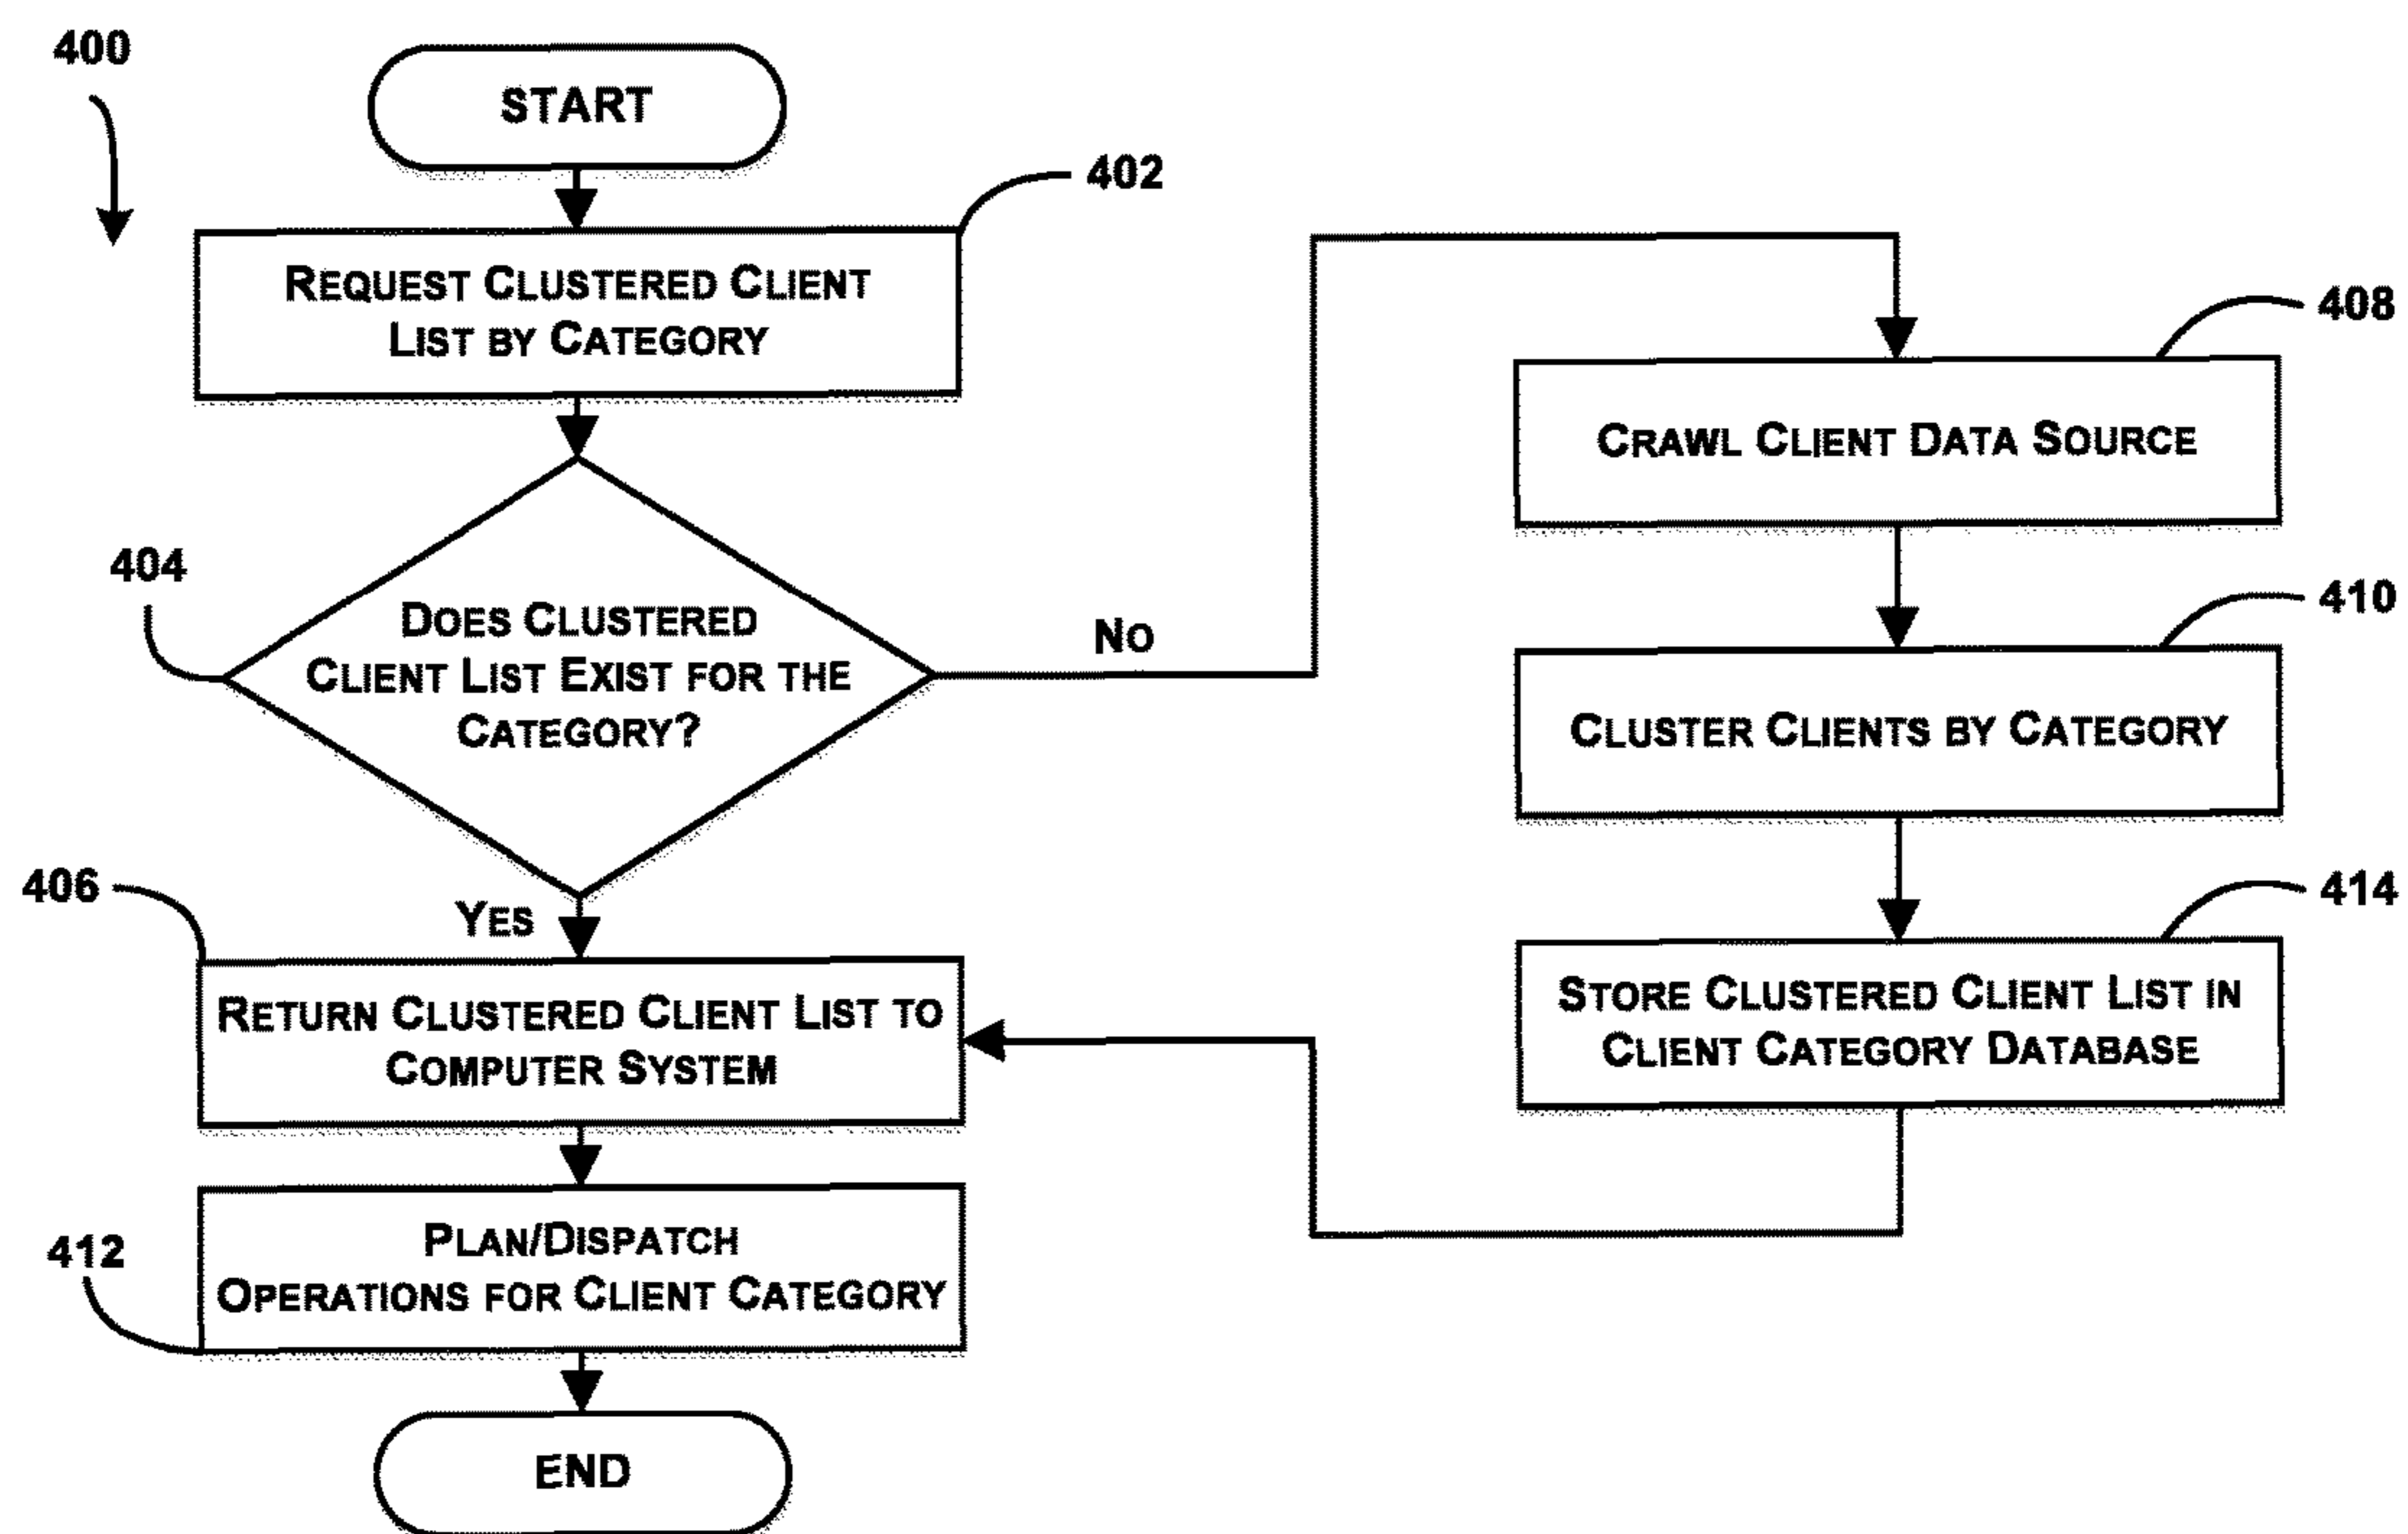 400
START
402
REQUEST CLUSTERED CLIENT
LIST BY CATEGORY
404
DOES CLUSTERED
CLIENT LIST EXIST FOR THE
CATEGORY?
NO
YES
406
RETURN CLUSTERED CLIENT LIST TO
COMPUTER SYSTEM
412
PLAN/DISPATCH
OPERATIONS FOR CLIENT CATEGORY
END
408
CRAWL CLIENT DATA SOURCE
410
CLUSTER CLIENTS BY CATEGORY
414
STORE CLUSTERED CLIENT LIST IN
CLIENT CATEGORY DATABASE